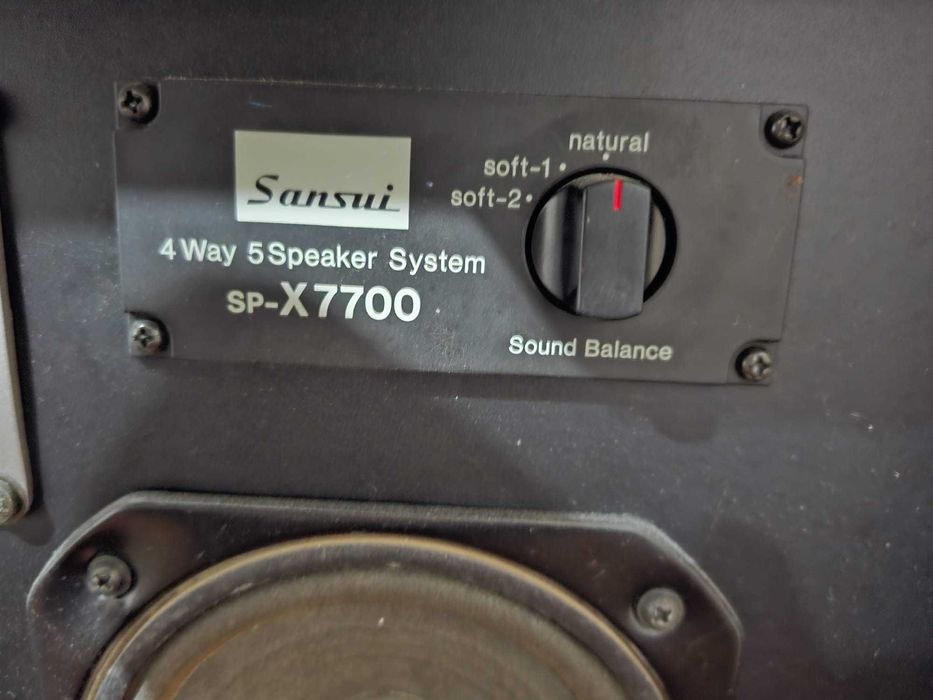 Sansui
4 Way 5 Speaker System
SP-X7700
natural
soft-1
soft-2
Sound Balance